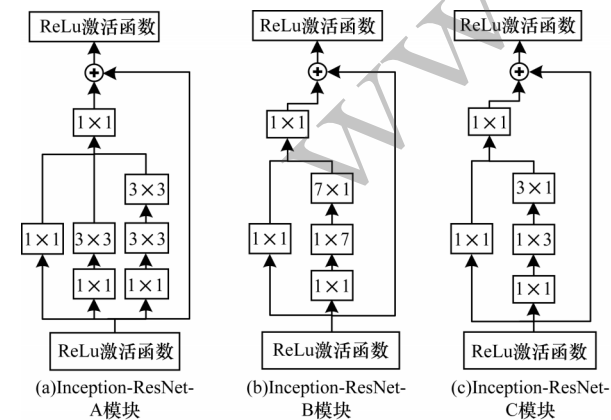 ReLu激活函数
1×1
3×3
1×1
3×3
3×3
1×1
1×1
ReLu激活函数
(a)Inception-ResNet-
A模块
ReLu激活函数
1×1
7×1
1×1
1×7
1×1
ReLu激活函数
(b)Inception-ResNet-
B模块
ReLu激活函数
1×1
3×1
1×1
1×3
1×1
ReLu激活函数
(c)Inception-ResNet-
C模块
WW